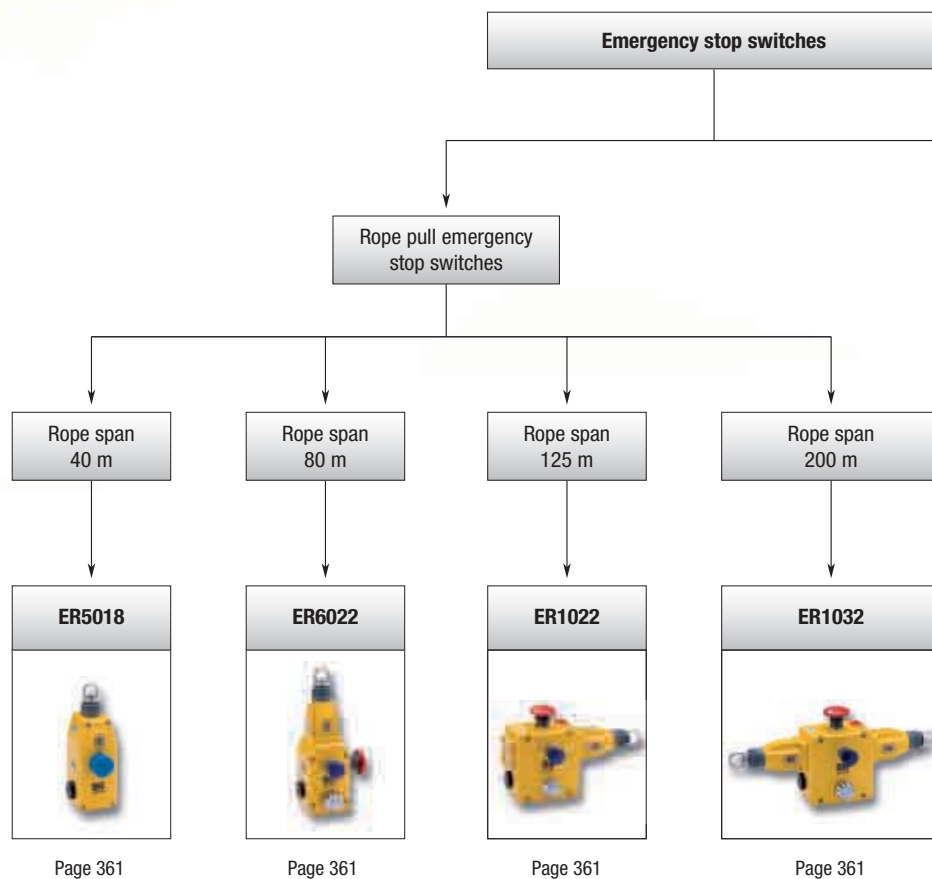 Emergency stop switches
Rope pull emergency
stop switches
Rope span
40 m
Rope span
80 m
Rope span
125 m
Rope span
200 m
ER5018
ER6022
ER1022
ER1032
Page 361
Page 361
Page 361
Page 361